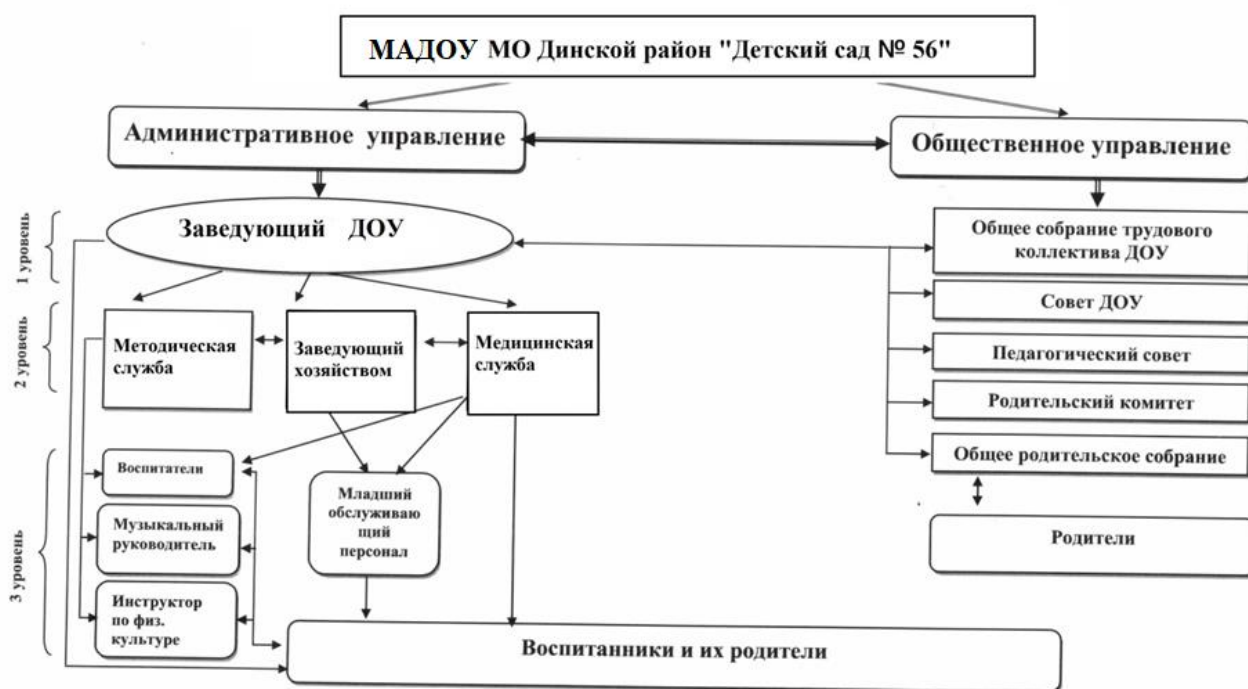 МАДОУ МО Динской район "Детский сад № 56"
Административное управление
Общественное управление
1 уровень
Заведующий ДОУ
Общее собрание трудового
коллектива ДОУ
Совет ДОУ
2 уровень
Методическая
служба
Заведующий
хозяйством
Медицинская
служба
Педагогический совет
Родительский комитет
Общее родительское собрание
Родители
3 уровень
Воспитатели
Музыкальный
руководитель
Инструктор
по физ.
культуре
Младший
обслуживаю
щий
персонал
Воспитанники и их родители